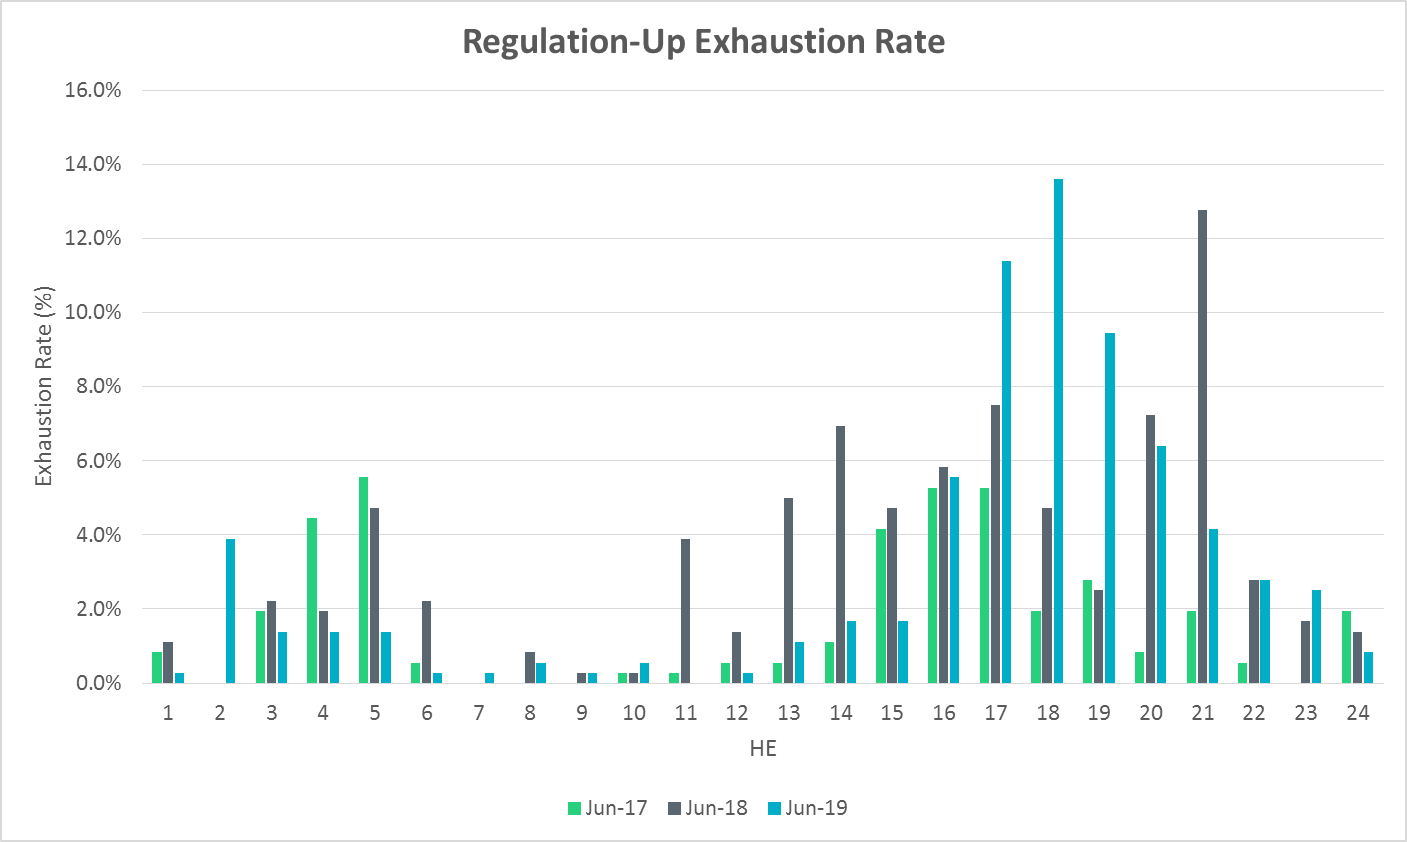 Regulation-Up Exhaustion Rate
16.0%
14.0%
12.0%
10.0%
8.0%
6.0%
4.0%
2.0%
0.0%
Exhaustion Rate (%)
1 2 3 4 5 6 7 8 9 10 11 12 13 14 15 16 17 18 19 20 21 22 23 24
HE
Jun-17 Jun-18 Jun-19